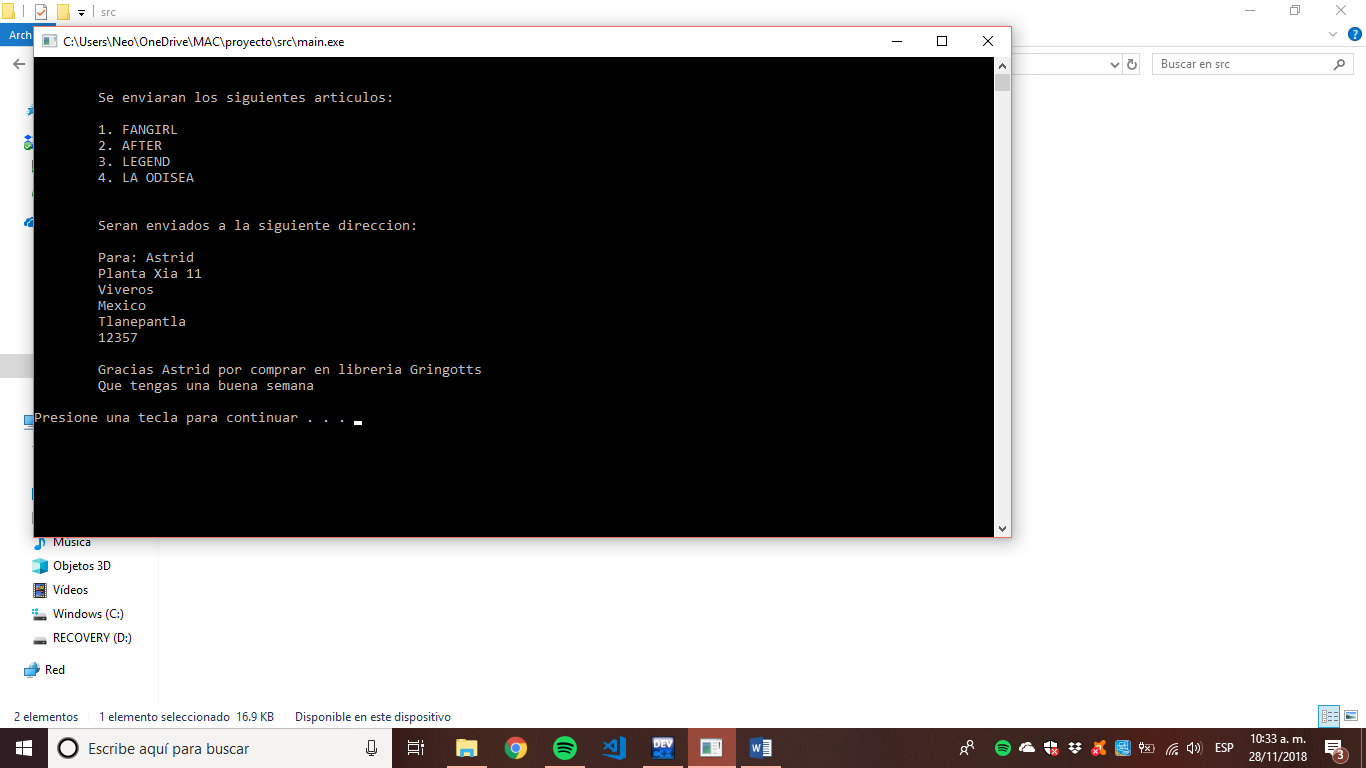 src
Arch
C:\Users\Neo\OneDrive\MAC\proyecto\src\main.exe
Buscar en src
Se enviaran los siguientes articulos:
1. FANGIRL
2. AFTER
3. LEGEND
4. LA ODISEA
Seran enviados a la siguiente direccion:
Para: Astrid
Planta Xia 11
Viveros
Mexico
Tlanepantla
12357
Gracias Astrid por comprar en libreria Gringotts
Que tengas una buena semana
Presione una tecla para continuar . . .
Música
Objetos 3D
Vídeos
Windows (C:)
RECOVERY (D:)
Red
2 elementos 1 elemento seleccionado 16.9 KB Disponible en este dispositivo
Escribe aquí para buscar
DEV
ESP
10:33 a. m.
28/11/2018
3